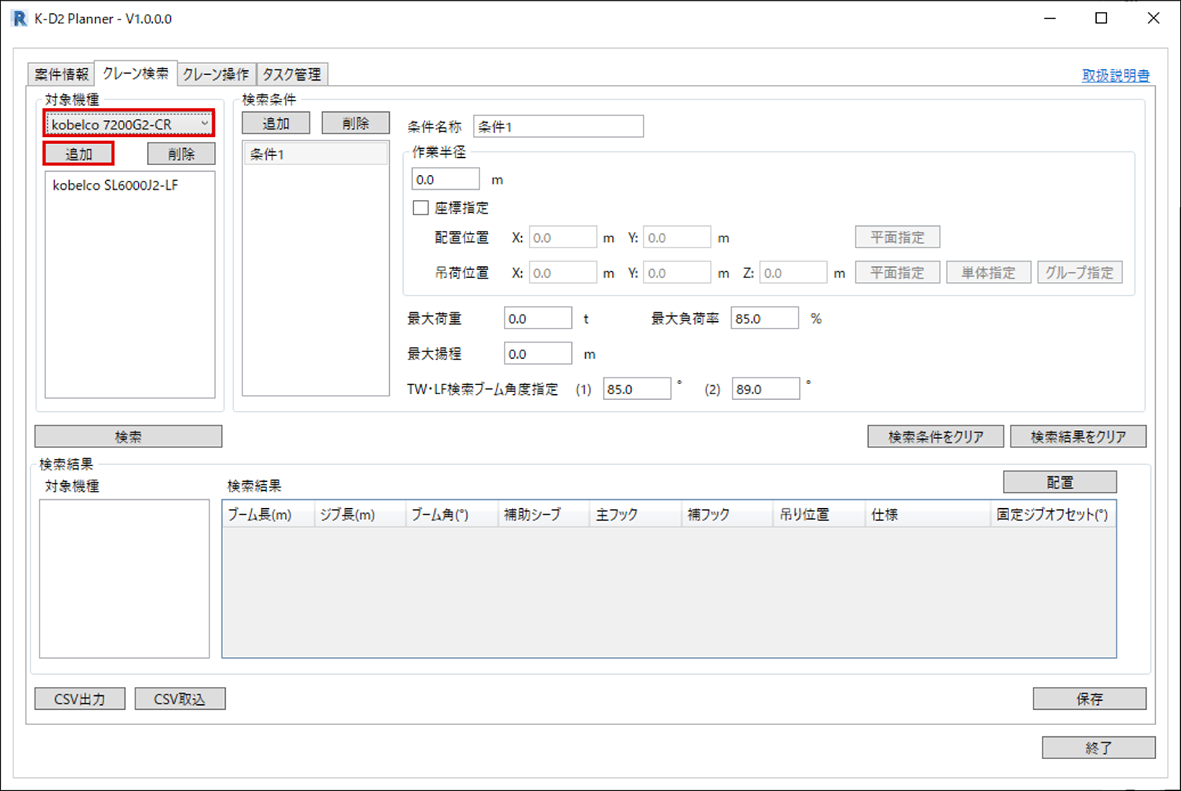 K-D2 Planner - V1.0.0.0
案件情報 クレーン検索 クレーン操作 タスク管理 取扱説明書
対象機種
kobelco 7200G2-CR
追加 削除
kobelco SL6000J2-LF
検索条件
追加 削除
条件1
条件名称 条件1
作業半径
0.0 m
座標指定
配置位置 X: 0.0 m Y: 0.0 m 平面指定
吊荷位置 X: 0.0 m Y: 0.0 m Z: 0.0 m 平面指定 単体指定 グループ指定
最大荷重 0.0 t 最大負荷率 85.0 %
最大揚程 0.0 m
TW・LF検索ブーム角度指定 (1) 85.0 ° (2) 89.0 °
検索 検索条件をクリア 検索結果をクリア
検索結果
対象機種 検索結果 配置
ブーム長(m) ジブ長(m) ブーム角(°) 補助シーブ 主フック 補フック 吊り位置 仕様 固定ジブオフセット(°)
CSV出力 CSV取込 保存
終了